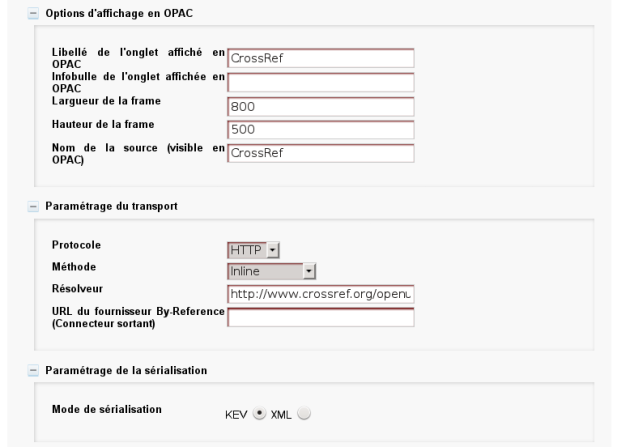 Options d'affichage en OPAC
Libellé de l'onglet affiché en
OPAC
CrossRef
Infobulle de l'onglet affichée en
OPAC
Largueur de la frame
800
Hauteur de la frame
500
Nom de la source (visible en
OPAC)
CrossRef
Paramétrage du transport
Protocole
HTTP
Méthode
Inline
Résolveur
http://www.crossref.org/openu
URL du fournisseur By-Reference
(Connecteur sortant)
Paramétrage de la sérialisation
Mode de sérialisation
KEV XML